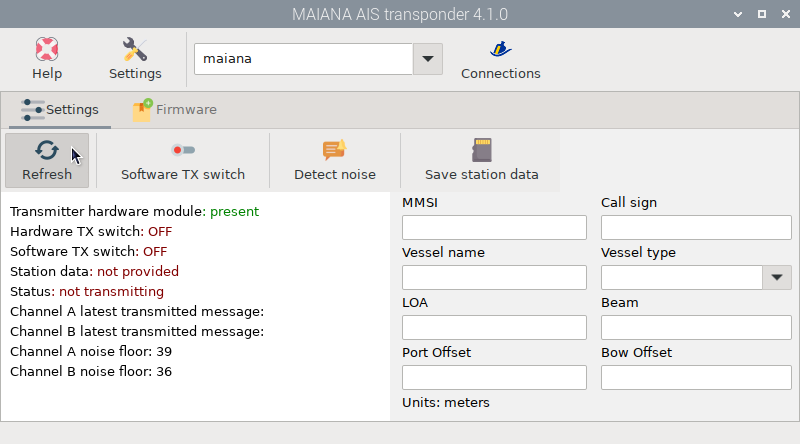 MAIANA AIS transponder 4.1.0
Help
Settings
maiana
Connections
Settings
Firmware
Refresh
Software TX switch
Detect noise
Save station data
Transmitter hardware module: present
Hardware TX switch: OFF
Software TX switch: OFF
Station data: not provided
Status: not transmitting
Channel A latest transmitted message:
Channel B latest transmitted message:
Channel A noise floor: 39
Channel B noise floor: 36
MMSI
Call sign
Vessel name
Vessel type
LOA
Beam
Port Offset
Bow Offset
Units: meters